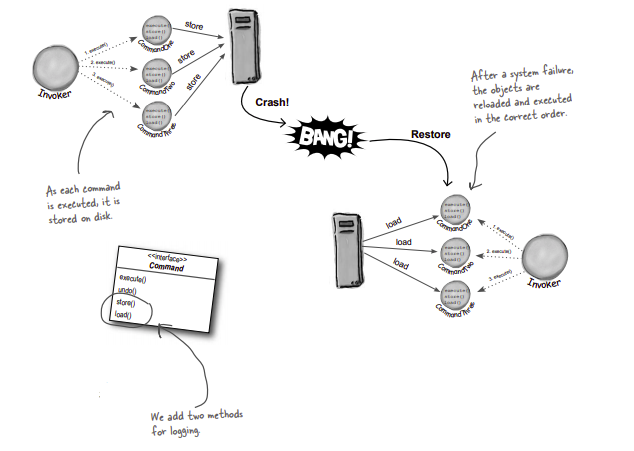 execute()
store()
load()
CommandOne
1. execute()
store
Invoker
2. execute()
execute()
store()
load()
CommandTwo
store
3. execute()
execute()
store()
load()
CommandThree
store
Crash!
BANG!
Restore
After a system failure,
the objects are
reloaded and executed
in the correct order.
As each command
is executed, it is
stored on disk.
load
execute()
store()
load()
CommandOne
1. execute()
load
execute()
store()
load()
CommandTwo
2. execute()
Invoker
load
execute()
store()
load()
CommandThree
3. execute()
<<interface>>
Command
execute()
undo()
store()
load()
We add two methods
for logging.